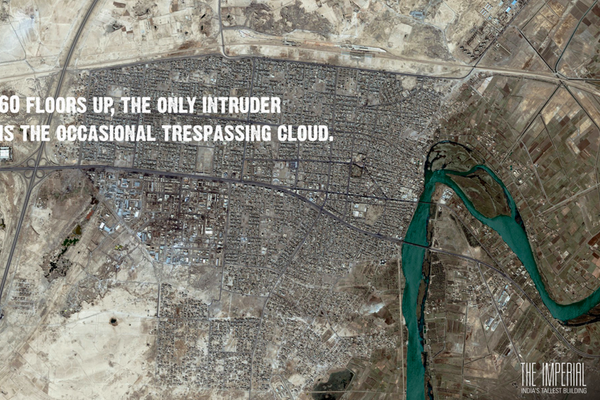 60 FLOORS UP, THE ONLY INTRUDER
IS THE OCCASIONAL TRESPASSING CLOUD.
THE IMPERIAL
INDIA'S TALLEST BUILDING